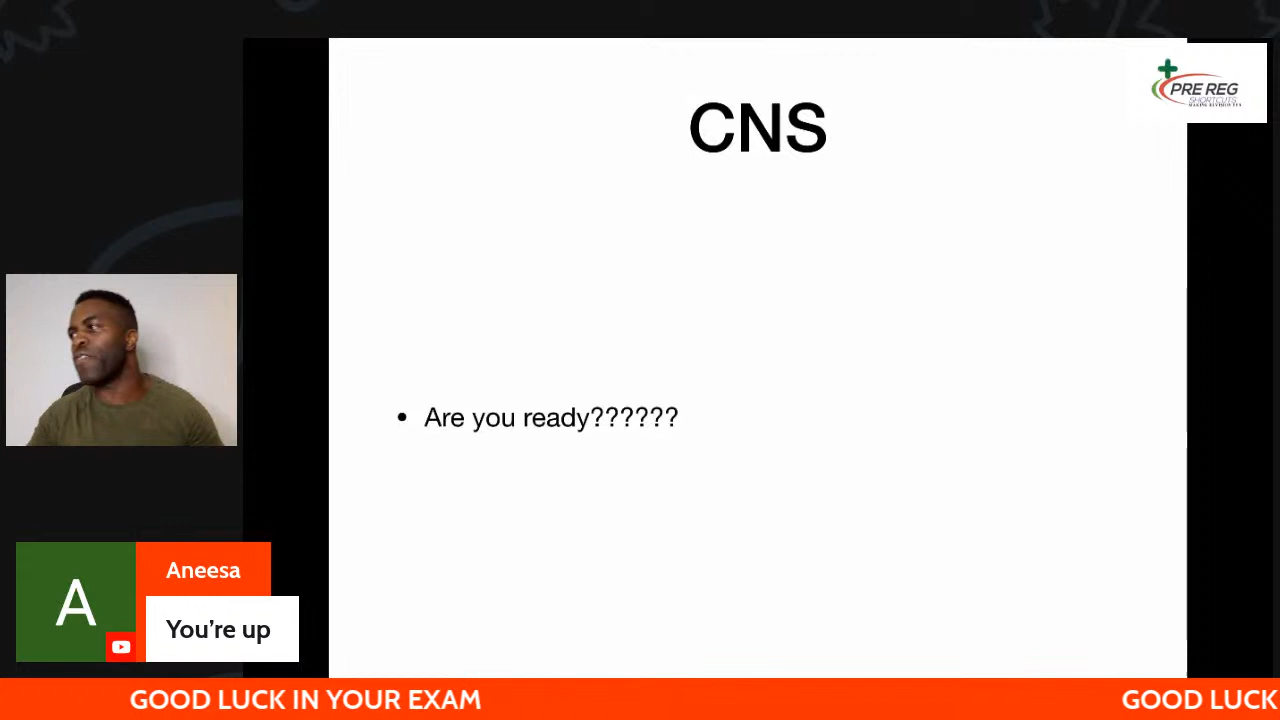 CNS
PRE REG
SHORTCUTS
• Are you ready??????
A
Aneesa
You’re up
GOOD LUCK IN YOUR EXAM
GOOD LUCK